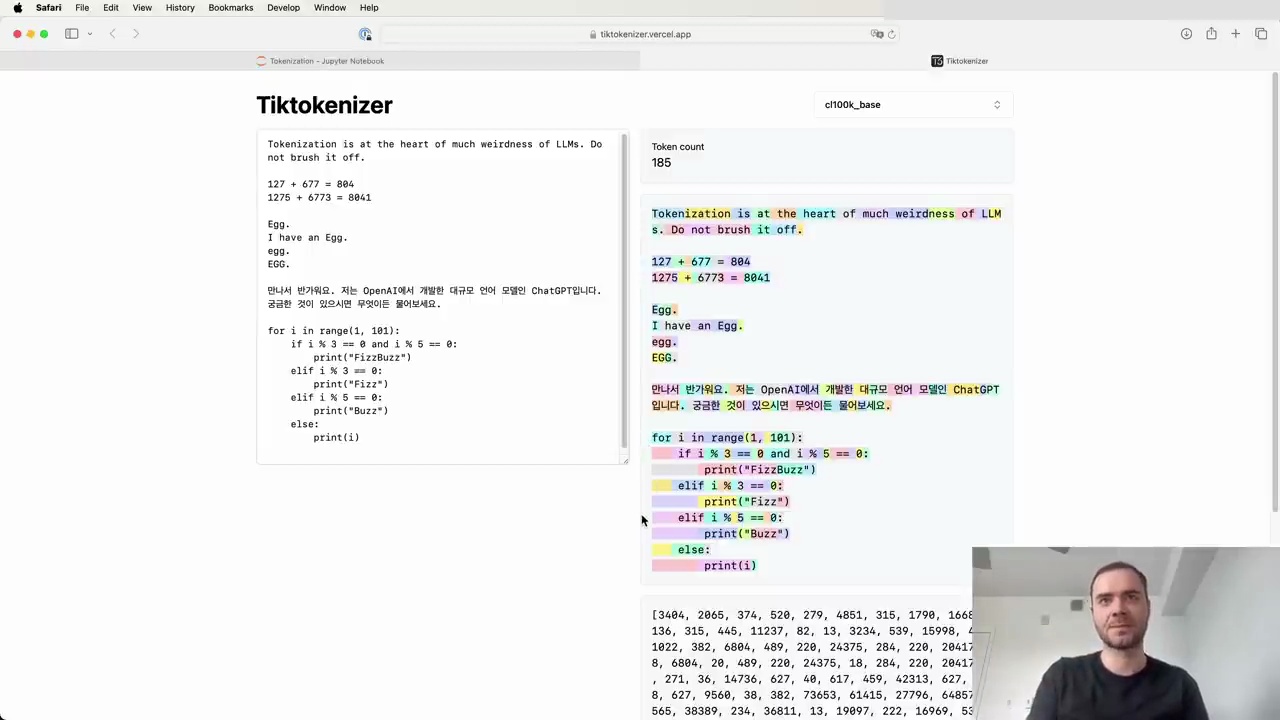 Safari File Edit View History Bookmarks Develop Window Help
tiktokenizer.vercel.app
Tokenization - Jupyter Notebook
Tiktokenizer
Tiktokenizer
cl100k_base
Tokenization is at the heart of much weirdness of LLMs. Do
not brush it off.
127 + 677 = 804
1275 + 6773 = 8041
Egg.
I have an Egg.
egg.
EGG.
만나서 반가워요. 저는 OpenAI에서 개발한 대규모 언어 모델인 ChatGPT입니다.
궁금한 것이 있으시면 무엇이든 물어보세요.
for i in range(1, 101):
if i % 3 == 0 and i % 5 == 0:
print("FizzBuzz")
elif i % 3 == 0:
print("Fizz")
elif i % 5 == 0:
print("Buzz")
else:
print(i)
Token count
185
Tokenization is at the heart of much weirdness of LLM
s. Do not brush it off.
127 + 677 = 804
1275 + 6773 = 8041
Egg.
I have an Egg.
egg.
EGG.
만나서 반가워요. 저는 OpenAI에서 개발한 대규모 언어 모델인 ChatGPT
입니다. 궁금한 것이 있으시면 무엇이든 물어보세요.
for i in range(1, 101):
if i % 3 == 0 and i % 5 == 0:
print("FizzBuzz")
elif i % 3 == 0:
print("Fizz")
elif i % 5 == 0:
print("Buzz")
else:
print(i)
[3404, 2065, 374, 520, 279, 4851, 315, 1790, 1668
136, 315, 445, 11237, 82, 13, 3234, 539, 15998,
1022, 382, 6804, 489, 220, 24375, 284, 220, 20417
8, 6804, 20, 489, 220, 24375, 18, 284, 220, 20417
, 271, 36, 14736, 627, 40, 617, 459, 42313, 627,
8, 627, 9560, 38, 382, 73653, 61415, 27796, 64857
565, 38389, 234, 36811, 13, 19097, 222, 16969, 53